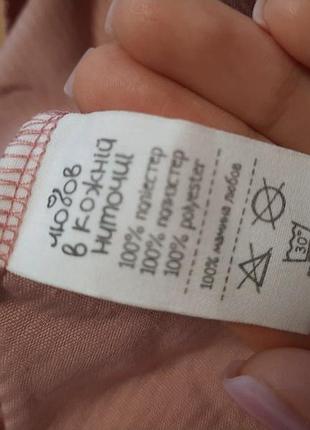 любов
в кожній
ниточці!
100% поліестер
100% полиэстер
100% polyester
100% мамина любов
30°